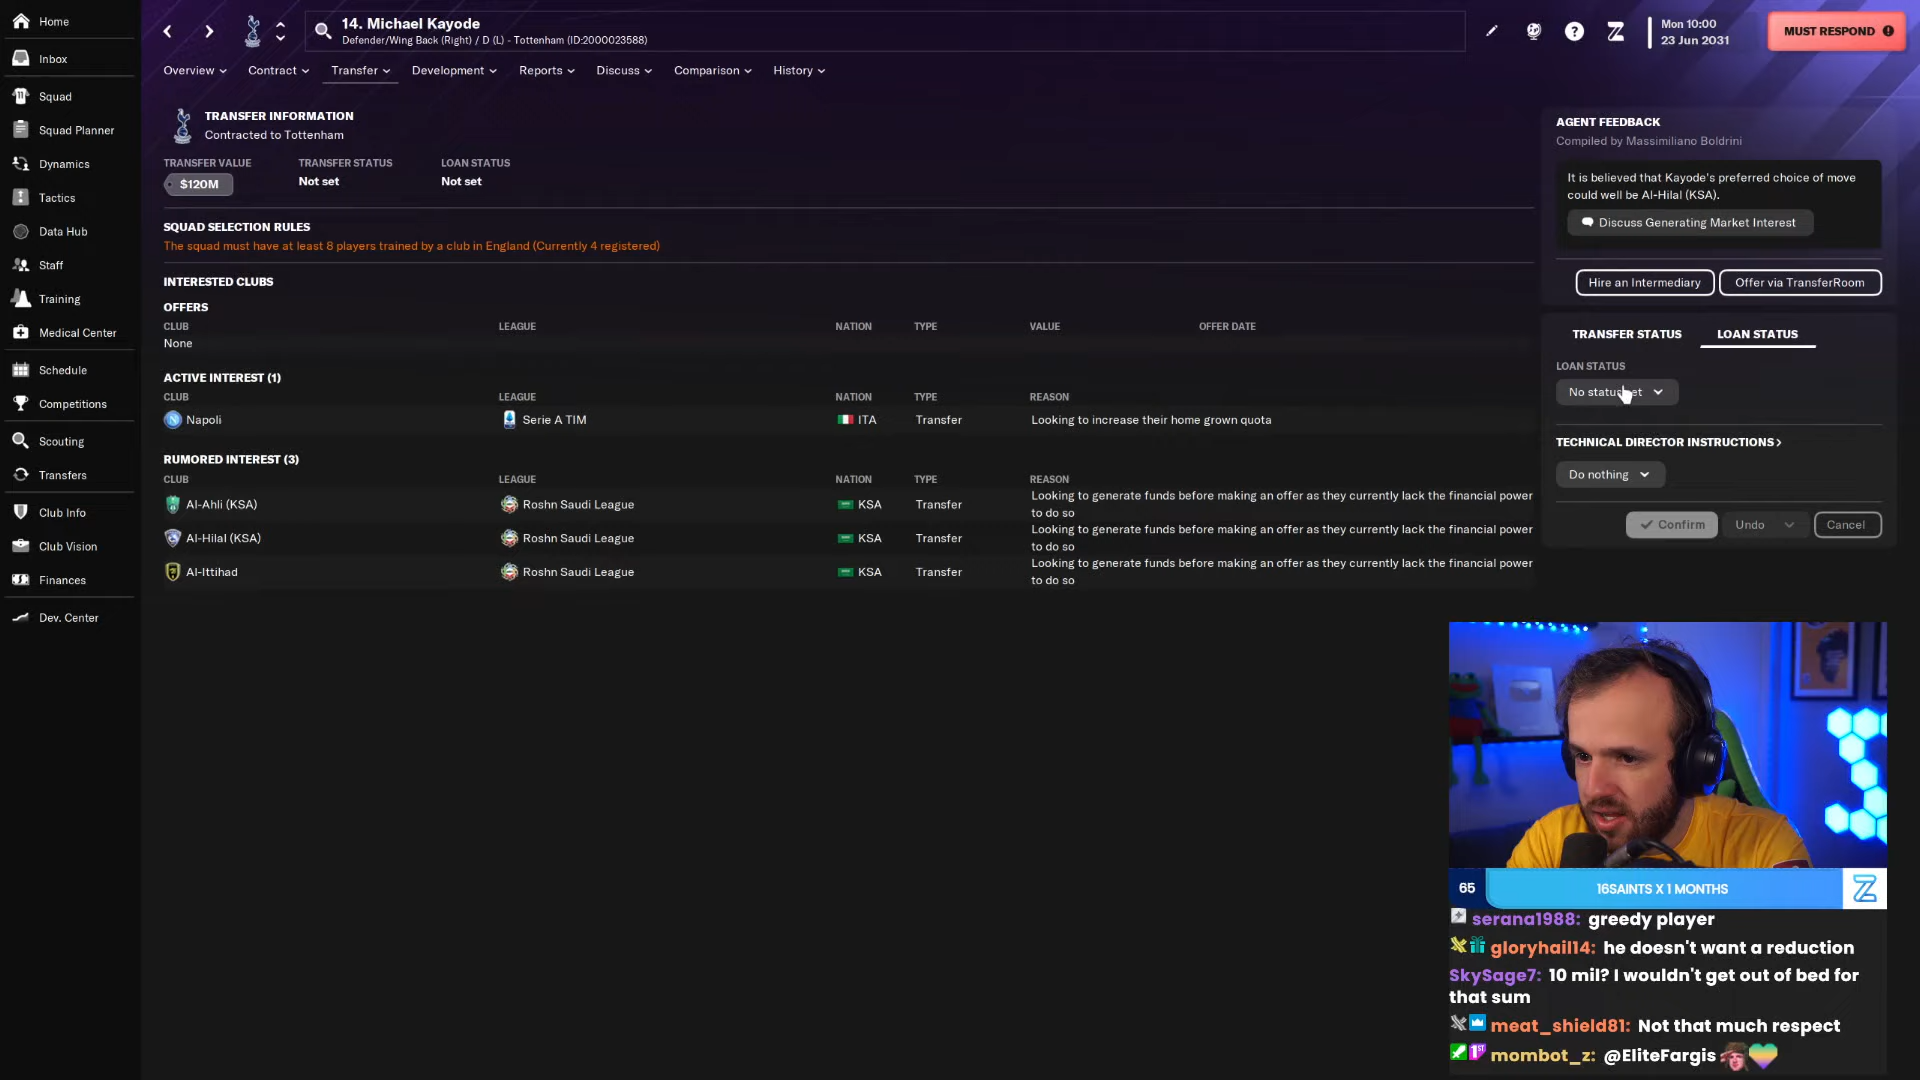 Home
Inbox
Squad
Squad Planner
Dynamics
Tactics
Data Hub
Staff
Training
Medical Center
Schedule
Competitions
Scouting
Transfers
Club Info
Club Vision
Finances
Dev. Center
14. Michael Kayode
Defender/Wing Back (Right) / D (L) - Tottenham (ID:2000023588)
Mon 10:00
23 Jun 2031
MUST RESPOND
Overview
Contract
Transfer
Development
Reports
Discuss
Comparison
History
TRANSFER INFORMATION
Contracted to Tottenham
TRANSFER VALUE TRANSFER STATUS LOAN STATUS
$120M Not set Not set
SQUAD SELECTION RULES
The squad must have at least 8 players trained by a club in England (Currently 4 registered)
INTERESTED CLUBS
OFFERS
CLUB LEAGUE NATION TYPE VALUE OFFER DATE
None
ACTIVE INTEREST (1)
CLUB LEAGUE NATION TYPE REASON
Napoli Serie A TIM ITA Transfer Looking to increase their home grown quota
RUMORED INTEREST (3)
CLUB LEAGUE NATION TYPE REASON
Al-Ahli (KSA) Roshn Saudi League KSA Transfer Looking to generate funds before making an offer as they currently lack the financial power
to do so
Al-Hilal (KSA) Roshn Saudi League KSA Transfer Looking to generate funds before making an offer as they currently lack the financial power
to do so
Al-Ittihad Roshn Saudi League KSA Transfer Looking to generate funds before making an offer as they currently lack the financial power
to do so
AGENT FEEDBACK
Compiled by Massimiliano Boldrini
It is believed that Kayode's preferred choice of move
could well be Al-Hilal (KSA).
Discuss Generating Market Interest
Hire an Intermediary Offer via TransferRoom
TRANSFER STATUS LOAN STATUS
LOAN STATUS
No status
TECHNICAL DIRECTOR INSTRUCTIONS
Do nothing
Confirm Undo Cancel
65 16SAINTS X 1 MONTHS
serana1988: greedy player
gloryhail14: he doesn't want a reduction
SkySage7: 10 mil? I wouldn't get out of bed for
that sum
meat_shield81: Not that much respect
mombot_z: @EliteFargis